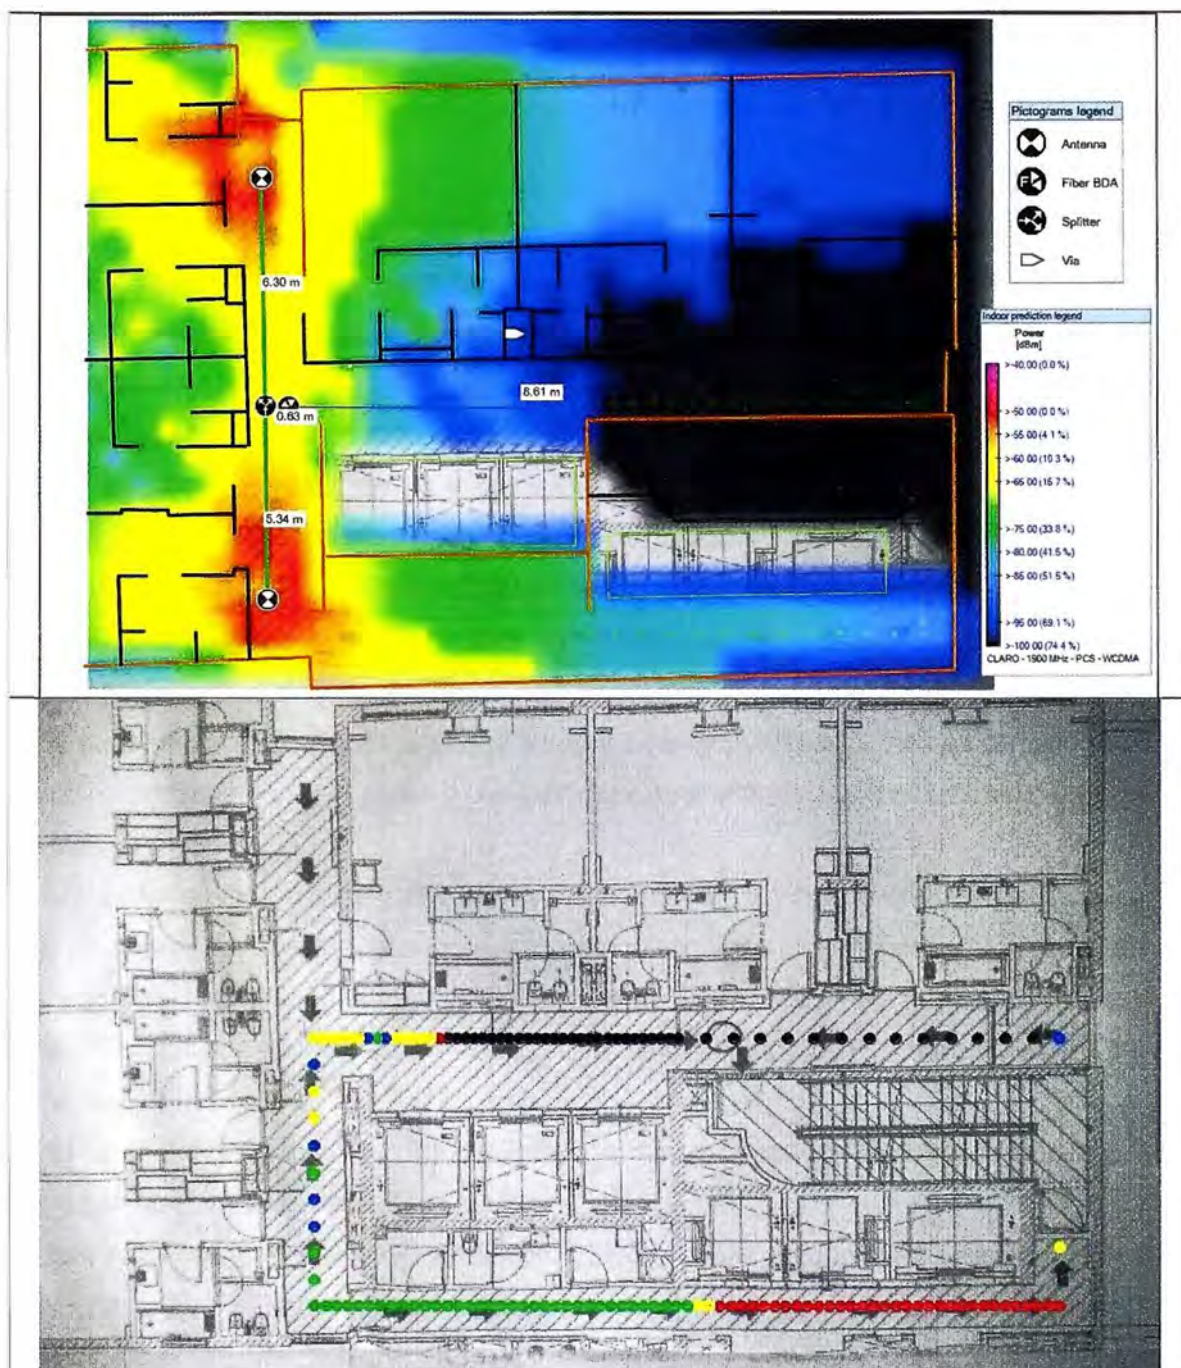 Pictograms legend
Antenna
Fiber BDA
Splitter
Via
6.30 m
8.61 m
0.63 m
5.34 m
Indoor prediction legend
Power
[dBm]
>-40.00 (0.0 %)
>-50.00 (0.0 %)
>-55.00 (4.1 %)
>-60.00 (10.3 %)
>-65.00 (15.7 %)
>-75.00 (33.8 %)
>-80.00 (41.5 %)
>-85.00 (51.5 %)
>-95.00 (69.1 %)
>-100.00 (74.4 %)
CLARO - 1900 MHz - PCS - WCDMA